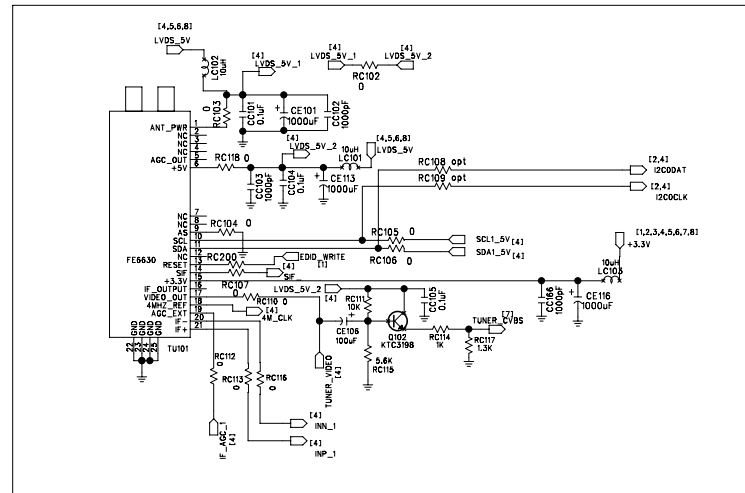 [4,5,6,8]
LVDS_5V
LC102
10uH
[4]
LVDS_5V_1
[4]
LVDS_5V_1
[4]
LVDS_5V_2
RC102
0
RC103
0
CC101
0.1uF
CE101
1000uF
CC102
1000pF
ANT_PWR 1
NC 2
NC 3
NC 4
AGC_OUT 5
+5V 6
RC118 0
[4]
LVDS_5V_2
10uH
LC101
[4,5,6,8]
LVDS_5V
CC103
1000pF
CC104
0.1uF
CE113
1000uF
RC108 opt
RC109 opt
[2,4]
I2C0DAT
[2,4]
I2C0CLK
FE6630
NC 7
NC 8
AS 9
SCL 10
SDA 11
NC 12
RESET 13
SIF 14
+3.3V 15
IF_OUTPUT 16
VIDEO_OUT 17
4MHZ_REF 18
AGC_EXT 19
IF- 20
IF+ 21
GND 22
GND 23
GND 24
GND 25
TU101
RC104
0
RC105
0
RC106
0
SCL1_5V
[4]
SDA1_5V
[4]
RC200
EDID_WRITE
[1]
[4]
SIF_
RC107
0
RC110 0
[4]
4M_CLK
[4]
LVDS_5V_2
RC111
10K
CC105
0.1uF
CE106
100uF
Q102
KTC3198
5.6K
RC115
RC114
1K
[7]
TUNER_CVBS
RC117
1.3K
[1,2,3,4,5,6,7,8]
+3.3V
10uH
LC103
CC166
1000pF
CE116
1000uF
TUNER_VIDEO
[4]
RC112
0
RC113
0
RC116
0
IF_AGC_1
[4]
[4]
INN_1
[4]
INP_1